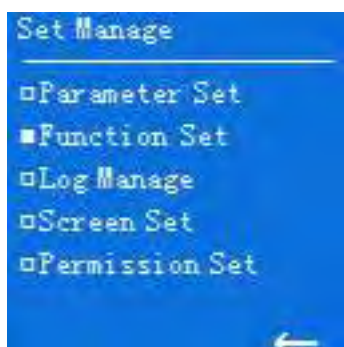 Set Manage
Parameter Set
Function Set
Log Manage
Screen Set
Permission Set